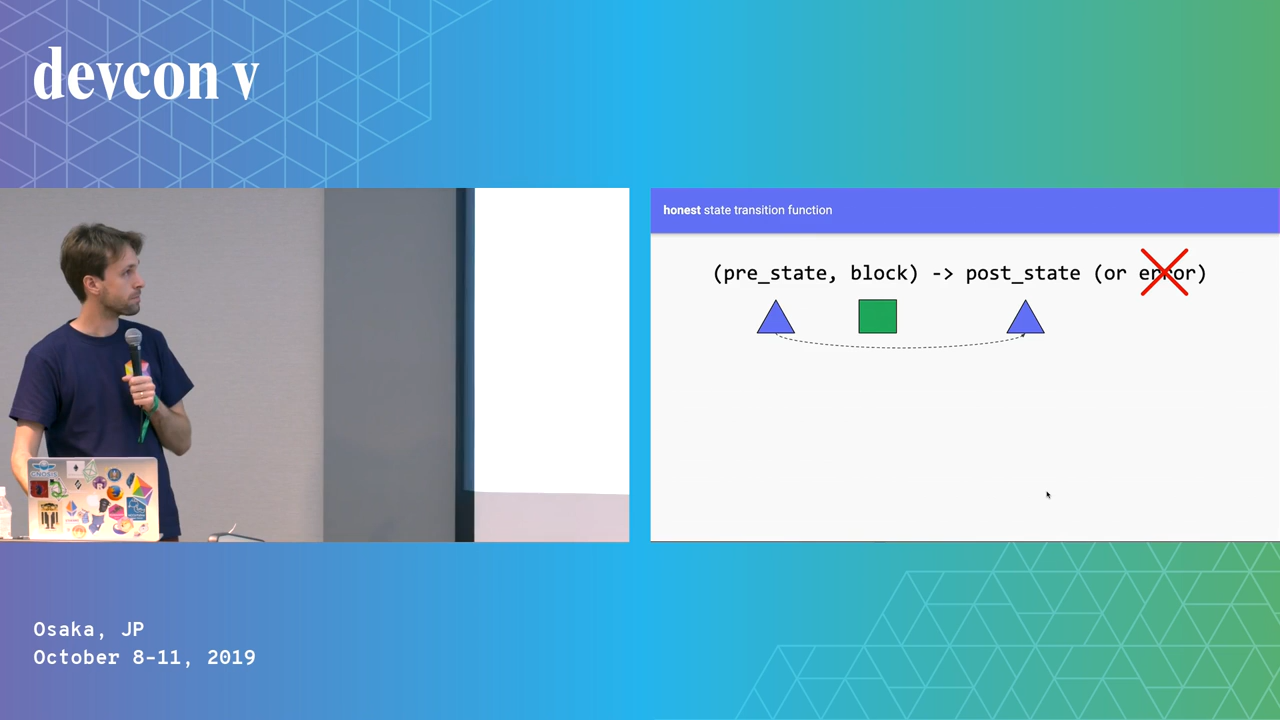 devcon v
honest state transition function
(pre_state, block) -> post_state (or error)
Osaka, JP
October 8-11, 2019